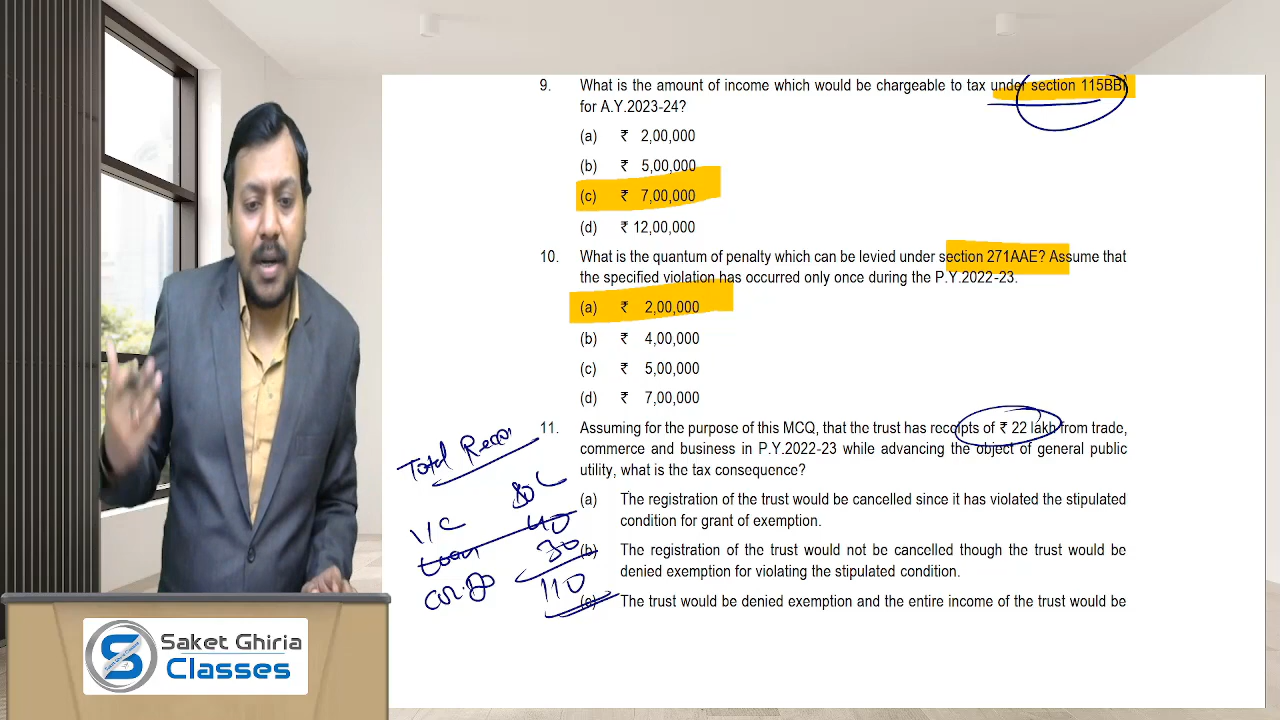 9. What is the amount of income which would be chargeable to tax under section 115BBI
for A.Y.2023-24?
(a) ₹ 2,00,000
(b) ₹ 5,00,000
(c) ₹ 7,00,000
(d) ₹ 12,00,000
10. What is the quantum of penalty which can be levied under section 271AAE? Assume that
the specified violation has occurred only once during the P.Y.2022-23.
(a) ₹ 2,00,000
(b) ₹ 4,00,000
(c) ₹ 5,00,000
(d) ₹ 7,00,000
11. Assuming for the purpose of this MCQ, that the trust has receipts of ₹ 22 lakh from trade,
commerce and business in P.Y.2022-23 while advancing the object of general public
utility, what is the tax consequence?
(a) The registration of the trust would be cancelled since it has violated the stipulated
condition for grant of exemption.
(b) The registration of the trust would not be cancelled though the trust would be
denied exemption for violating the stipulated condition.
(c) The trust would be denied exemption and the entire income of the trust would be
Total
V/C 80 L
Loan 40
30
110
Saket Ghiria
Classes